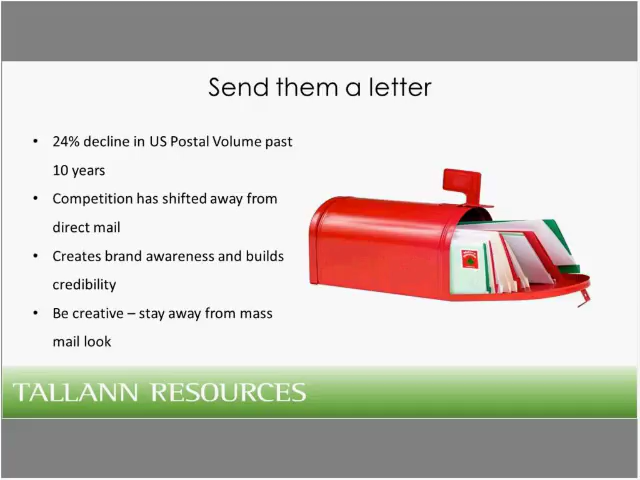 Send them a letter
• 24% decline in US Postal Volume past
10 years
• Competition has shifted away from
direct mail
• Creates brand awareness and builds
credibility
• Be creative – stay away from mass
mail look
TALLANN RESOURCES